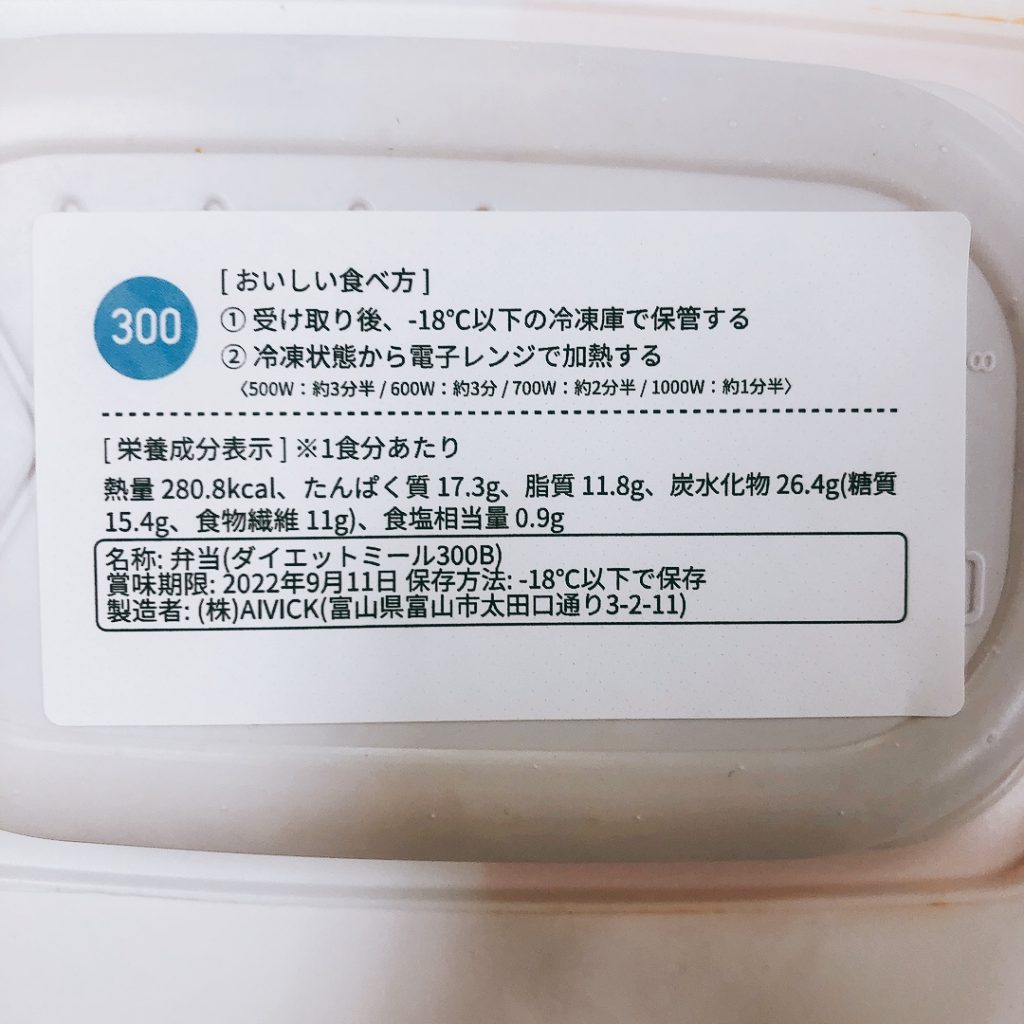 300
[ おいしい食べ方 ]
① 受け取り後、-18℃以下の冷凍庫で保管する
② 冷凍状態から電子レンジで加熱する
〈500W：約3分半 / 600W：約3分 / 700W：約2分半 / 1000W：約1分半〉
[ 栄養成分表示 ] ※1食分あたり
熱量 280.8kcal、たんぱく質 17.3g、脂質 11.8g、炭水化物 26.4g(糖質
15.4g、食物繊維 11g)、食塩相当量 0.9g
名称: 弁当(ダイエットミール300B)
賞味期限: 2022年9月11日 保存方法: -18℃以下で保存
製造者: (株)AIVICK(富山県富山市太田口通り3-2-11)